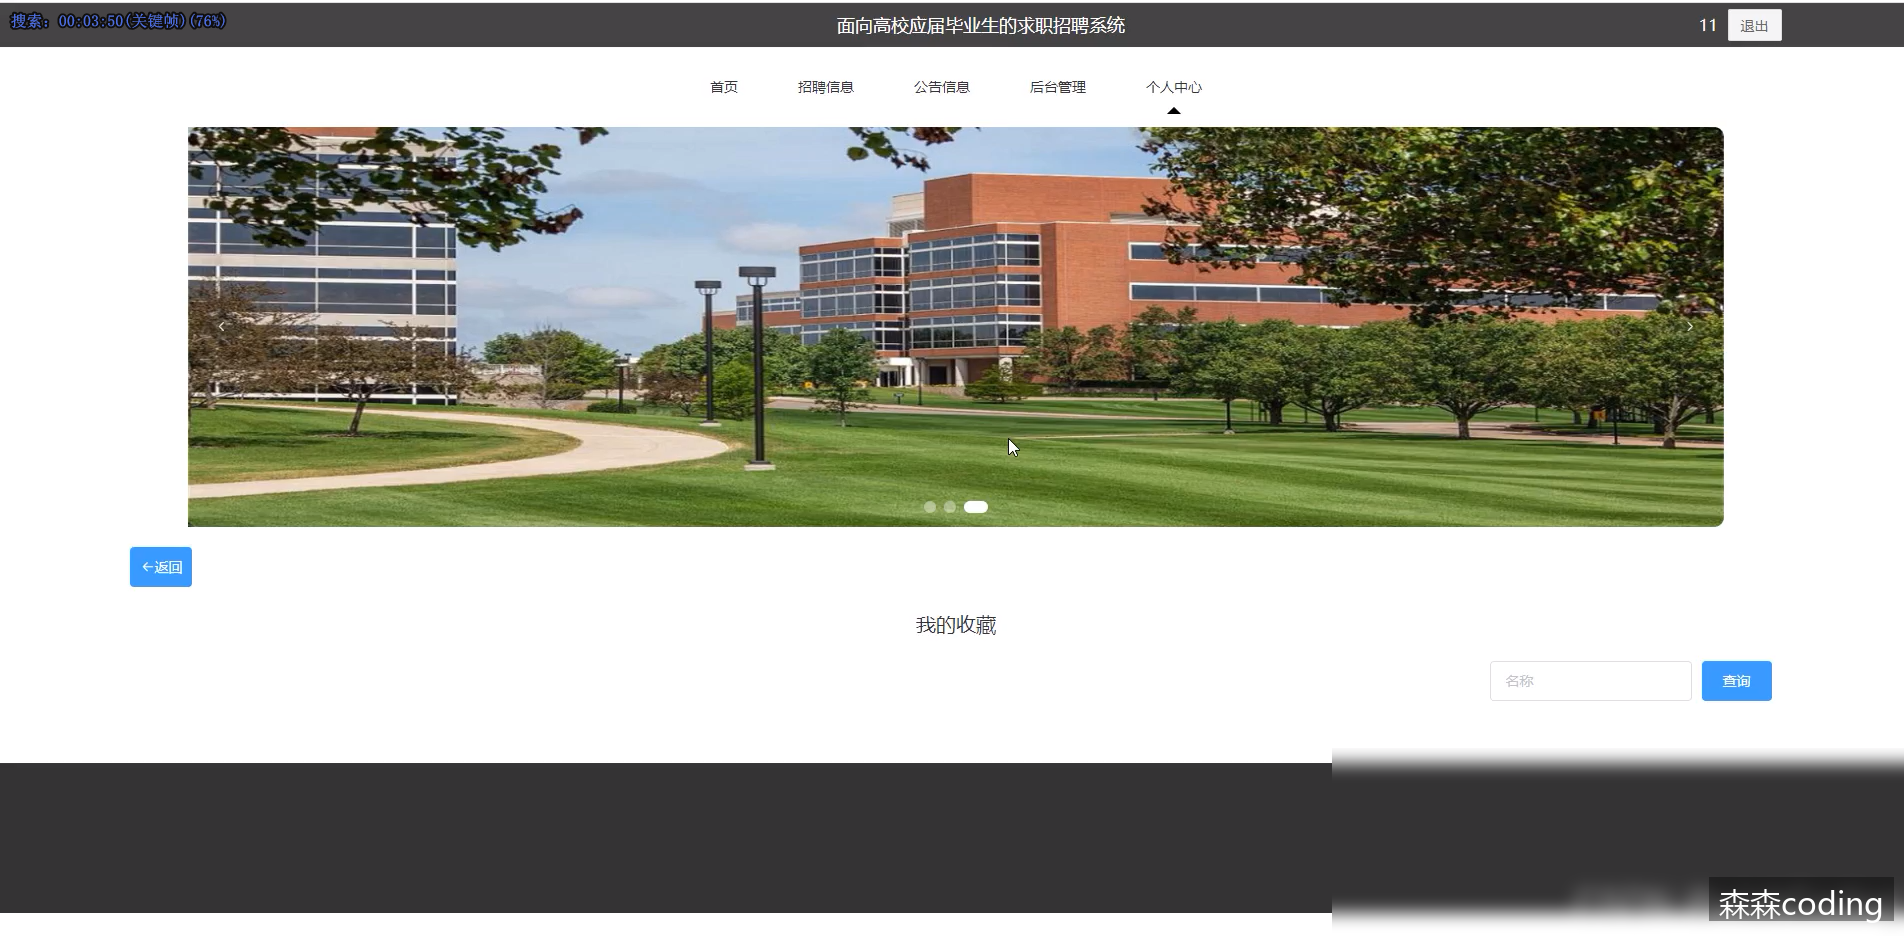 搜索: 00:03:50(关键帧)(76%)
面向高校应届毕业生的求职招聘系统
11 退出
首页 招聘信息 公告信息 后台管理 个人中心
←返回
我的收藏
名称 查询
森森coding